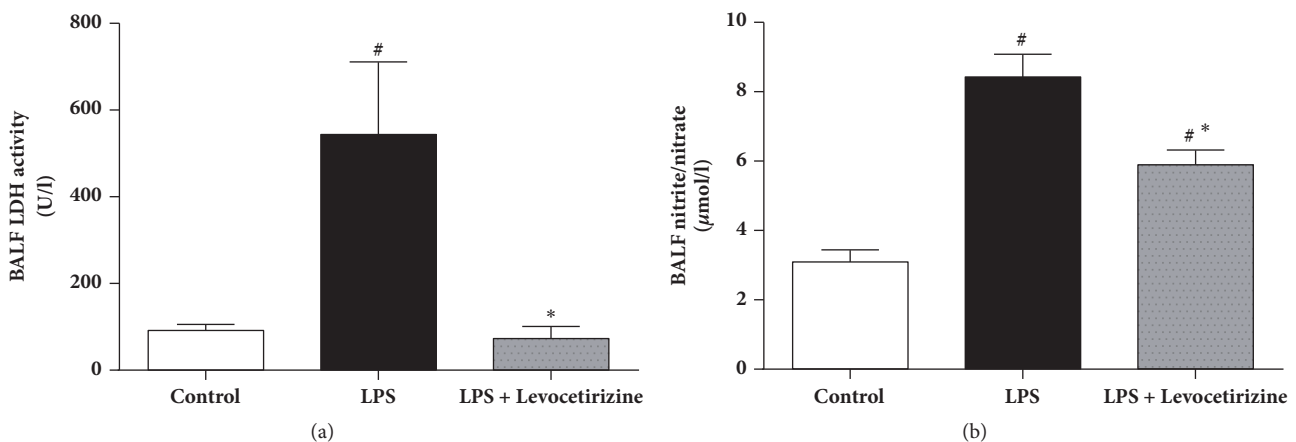 800
600
400
200
0
BALF LDH activity
(U/l)
#
*
Control
LPS
LPS + Levocetirizine
(a)
10
8
6
4
2
0
BALF nitrite/nitrate
(μmol/l)
#
# *
Control
LPS
LPS + Levocetirizine
(b)